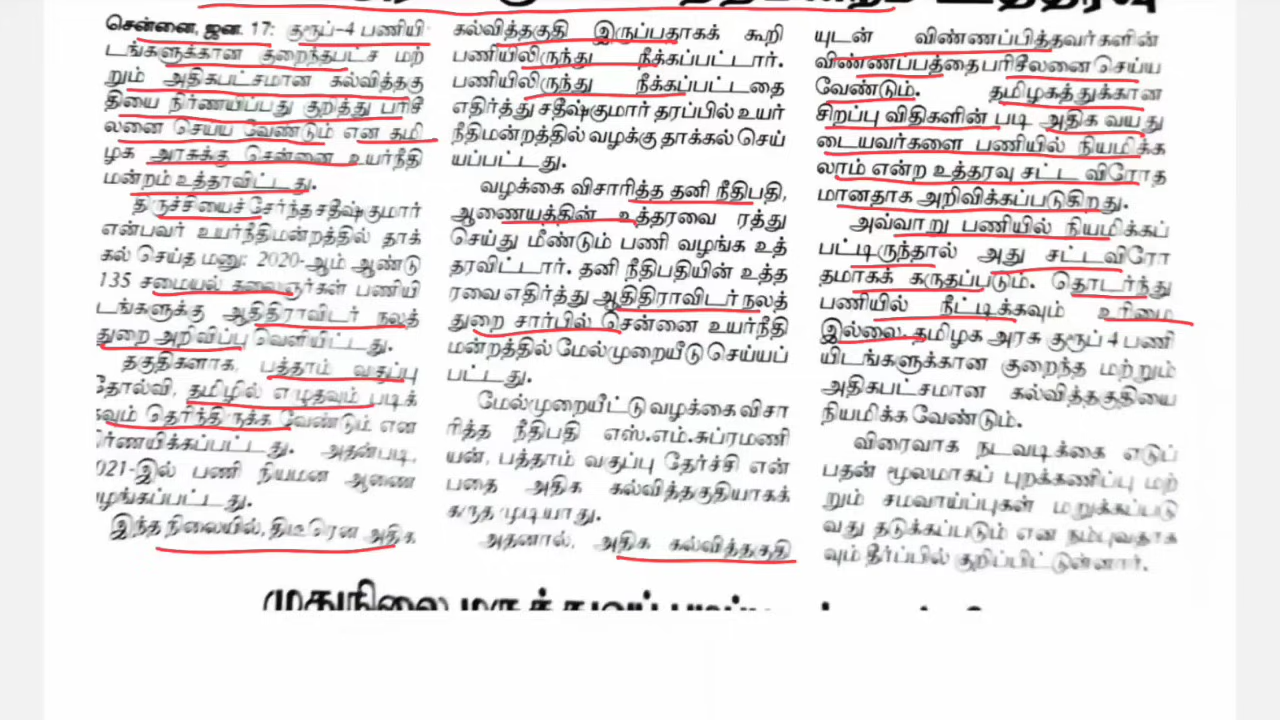 உத்தரவு
சென்னை, ஜன. 17: குரூப்-4 பணியி
டங்களுக்கான குறைந்தபட்ச மற்
றும் அதிகபட்சமான கல்வித்தகு
தியை நிர்ணயிப்பது குறித்து பரிசீ
லனை செய்ய வேண்டும் என தமி
ழக அரசுக்கு சென்னை உயர்நீதி
மன்றம் உத்தரவிட்டது.
திருச்சியைச் சேர்ந்த சதீஷ்குமார்
என்பவர் உயர்நீதிமன்றத்தில் தாக்
கல் செய்த மனு: 2020-ஆம் ஆண்டு
135 சமையல் கலைஞர்கள் பணியி
டங்களுக்கு ஆதிதிராவிடர் நலத்
துறை அறிவிப்பு வெளியிட்டது.
தகுதிகளாக, பத்தாம் வகுப்பு
தோல்வி, தமிழில் எழுதவும் படிக்
கவும் தெரிந்திருக்க வேண்டும் என
நிர்ணயிக்கப்பட்டது. அதன்படி,
2021-இல் பணி நியமன ஆணை
வழங்கப்பட்டது.
இந்த நிலையில், திடீரென அதிக
கல்வித்தகுதி இருப்பதாகக் கூறி
பணியிலிருந்து நீக்கப்பட்டார்.
பணியிலிருந்து நீக்கப்பட்டதை
எதிர்த்து சதீஷ்குமார் தரப்பில் உயர்
நீதிமன்றத்தில் வழக்கு தாக்கல் செய்
யப்பட்டது.
வழக்கை விசாரித்த தனி நீதிபதி,
ஆணையத்தின் உத்தரவை ரத்து
செய்து மீண்டும் பணி வழங்க உத்
தரவிட்டார். தனி நீதிபதியின் உத்த
ரவை எதிர்த்து ஆதிதிராவிடர் நலத்
துறை சார்பில் சென்னை உயர்நீதி
மன்றத்தில் மேல்முறையீடு செய்யப்
பட்டது.
மேல்முறையீட்டு வழக்கை விசா
ரித்த நீதிபதி எஸ்.எம்.சுப்ரமணி
யன், பத்தாம் வகுப்பு தேர்ச்சி என்
பதை அதிக கல்வித்தகுதியாகக்
கருத முடியாது.
அதனால், அதிக கல்வித்தகுதி
யுடன் விண்ணப்பித்தவர்களின்
விண்ணப்பத்தை பரிசீலனை செய்ய
வேண்டும். தமிழகத்துக்கான
சிறப்பு விதிகளின் படி அதிக வயது
டையவர்களை பணியில் நியமிக்க
லாம் என்ற உத்தரவு சட்ட விரோத
மானதாக அறிவிக்கப்படுகிறது.
அவ்வாறு பணியில் நியமிக்கப்
பட்டிருந்தால் அது சட்டவிரோ
தமாகக் கருதப்படும். தொடர்ந்து
பணியில் நீட்டிக்கவும் உரிமை
இல்லை. தமிழக அரசு குரூப் 4 பணி
யிடங்களுக்கான குறைந்த மற்றும்
அதிகபட்சமான கல்வித்தகுதியை
நியமிக்க வேண்டும்.
விரைவாக நடவடிக்கை எடுப்
பதன் மூலமாகப் புறக்கணிப்பு மற்
றும் சமவாய்ப்புகள் மறுக்கப்படு
வது தடுக்கப்படும் என நம்புவதாக
வும் தீர்ப்பில் குறிப்பிட்டுள்ளார்.
முதுநிலை மருத்துவப்